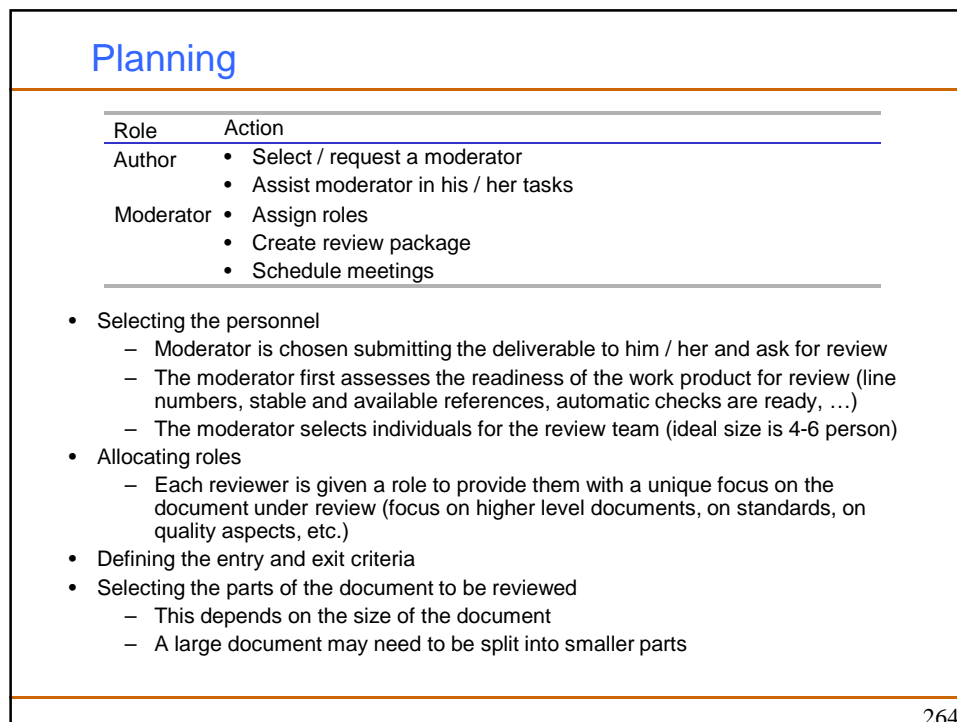 Planning
Role Action
Author • Select / request a moderator
• Assist moderator in his / her tasks
Moderator • Assign roles
• Create review package
• Schedule meetings
• Selecting the personnel
– Moderator is chosen submitting the deliverable to him / her and ask for review
– The moderator first assesses the readiness of the work product for review (line
numbers, stable and available references, automatic checks are ready, …)
– The moderator selects individuals for the review team (ideal size is 4-6 person)
• Allocating roles
– Each reviewer is given a role to provide them with a unique focus on the
document under review (focus on higher level documents, on standards, on
quality aspects, etc.)
• Defining the entry and exit criteria
• Selecting the parts of the document to be reviewed
– This depends on the size of the document
– A large document may need to be split into smaller parts
264